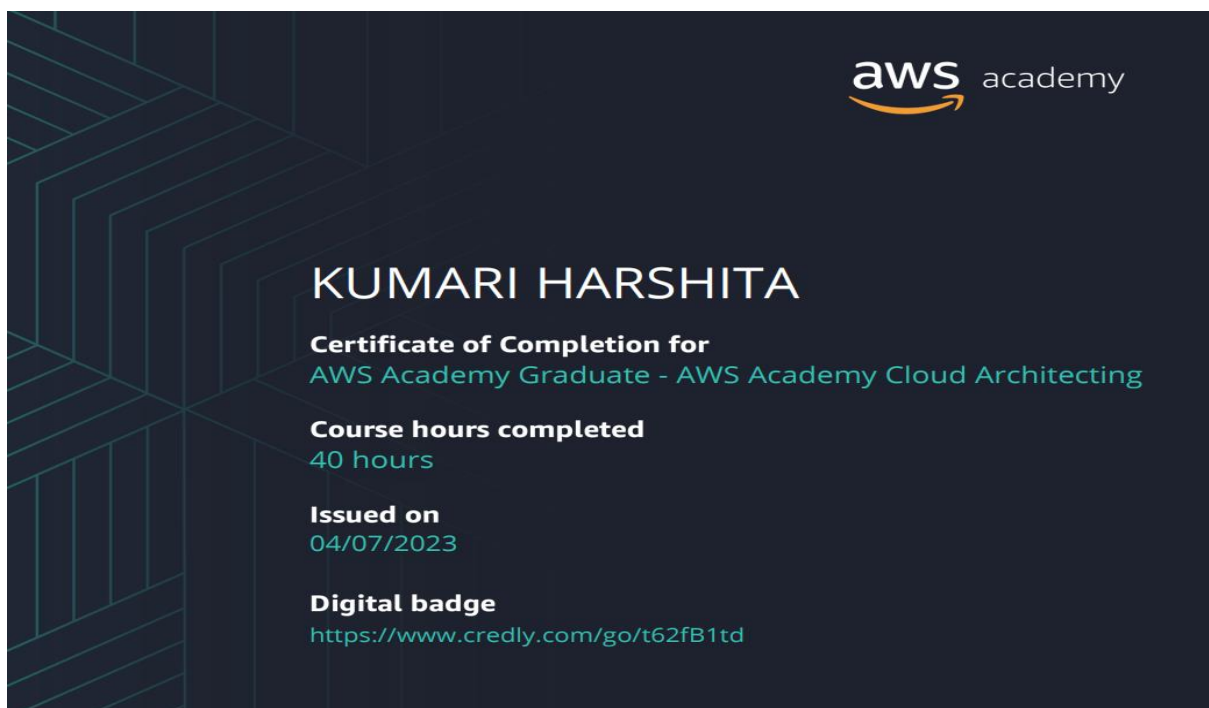 aws academy
KUMARI HARSHITA
Certificate of Completion for
AWS Academy Graduate - AWS Academy Cloud Architecting
Course hours completed
40 hours
Issued on
04/07/2023
Digital badge
https://www.credly.com/go/t62fB1td